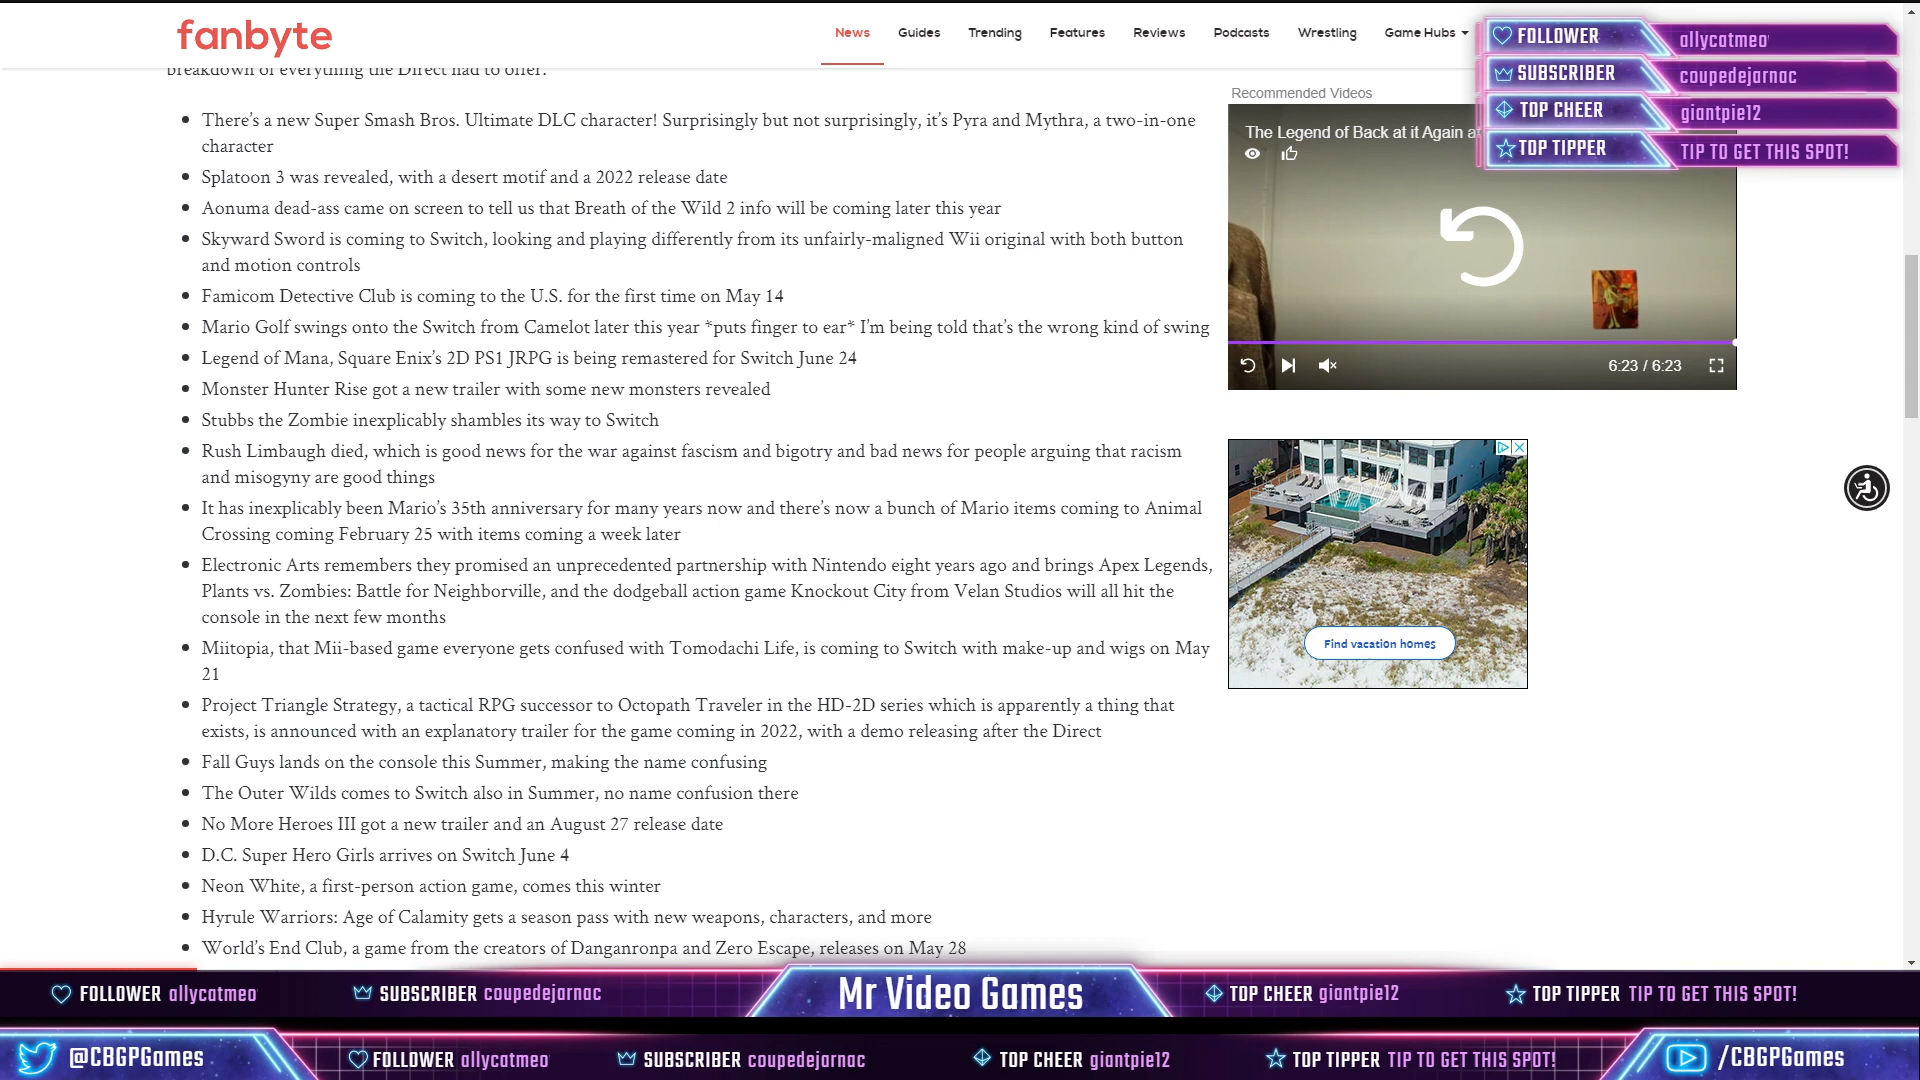 fanbyte
News Guides Trending Features Reviews Podcasts Wrestling Game Hubs
FOLLOWER allycatmeo
SUBSCRIBER coupedejarnac
TOP CHEER giantpie12
TOP TIPPER TIP TO GET THIS SPOT!
breakdown of everything the Direct had to offer:
There's a new Super Smash Bros. Ultimate DLC character! Surprisingly but not surprisingly, it's Pyra and Mythra, a two-in-one
character
Splatoon 3 was revealed, with a desert motif and a 2022 release date
Aonuma dead-ass came on screen to tell us that Breath of the Wild 2 info will be coming later this year
Skyward Sword is coming to Switch, looking and playing differently from its unfairly-maligned Wii original with both button
and motion controls
Famicom Detective Club is coming to the U.S. for the first time on May 14
Mario Golf swings onto the Switch from Camelot later this year *puts finger to ear* I'm being told that's the wrong kind of swing
Legend of Mana, Square Enix's 2D PS1 JRPG is being remastered for Switch June 24
Monster Hunter Rise got a new trailer with some new monsters revealed
Stubbs the Zombie inexplicably shambles its way to Switch
Rush Limbaugh died, which is good news for the war against fascism and bigotry and bad news for people arguing that racism
and misogyny are good things
It has inexplicably been Mario's 35th anniversary for many years now and there's now a bunch of Mario items coming to Animal
Crossing coming February 25 with items coming a week later
Electronic Arts remembers they promised an unprecedented partnership with Nintendo eight years ago and brings Apex Legends,
Plants vs. Zombies: Battle for Neighborville, and the dodgeball action game Knockout City from Velan Studios will all hit the
console in the next few months
Miitopia, that Mii-based game everyone gets confused with Tomodachi Life, is coming to Switch with make-up and wigs on May
21
Project Triangle Strategy, a tactical RPG successor to Octopath Traveler in the HD-2D series which is apparently a thing that
exists, is announced with an explanatory trailer for the game coming in 2022, with a demo releasing after the Direct
Fall Guys lands on the console this Summer, making the name confusing
The Outer Wilds comes to Switch also in Summer, no name confusion there
No More Heroes III got a new trailer and an August 27 release date
D.C. Super Hero Girls arrives on Switch June 4
Neon White, a first-person action game, comes this winter
Hyrule Warriors: Age of Calamity gets a season pass with new weapons, characters, and more
World's End Club, a game from the creators of Danganronpa and Zero Escape, releases on May 28
Recommended Videos
The Legend of Back at it Again a
6:23 / 6:23
Find vacation homes
FOLLOWER allycatmeo SUBSCRIBER coupedejarnac Mr Video Games TOP CHEER giantpie12 TOP TIPPER TIP TO GET THIS SPOT!
@CBGPGames FOLLOWER allycatmeo SUBSCRIBER coupedejarnac TOP CHEER giantpie12 TOP TIPPER TIP TO GET THIS SPOT! /CBGPGames